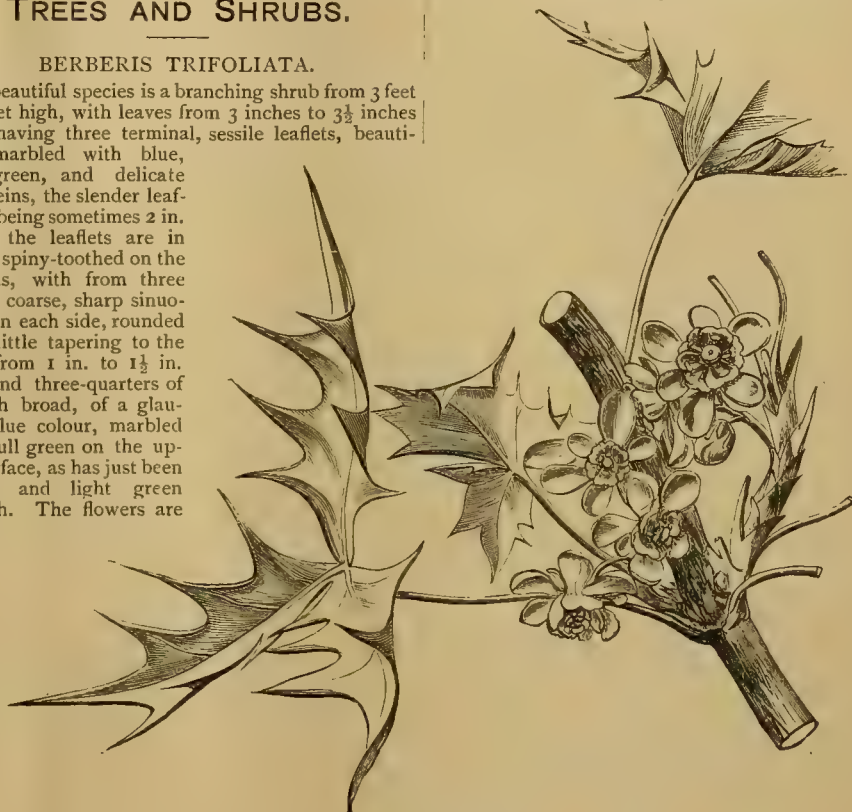 TREES AND SHRUBS.
BERBERIS TRIFOLIATA.
beautiful species is a branching shrub from 3 feet
et high, with leaves from 3 inches to 3½ inches
having three terminal, sessile leaflets, beauti-
marbled with blue,
green, and delicate
eins, the slender leaf-
being sometimes 2 in.
the leaflets are in
spiny-toothed on the
s, with from three
coarse, sharp sinuo-
n each side, rounded
little tapering to the
from 1 in. to 1½ in.
nd three-quarters of
h broad, of a glau-
lue colour, marbled
ull green on the up-
face, as has just been
and light green
h. The flowers are